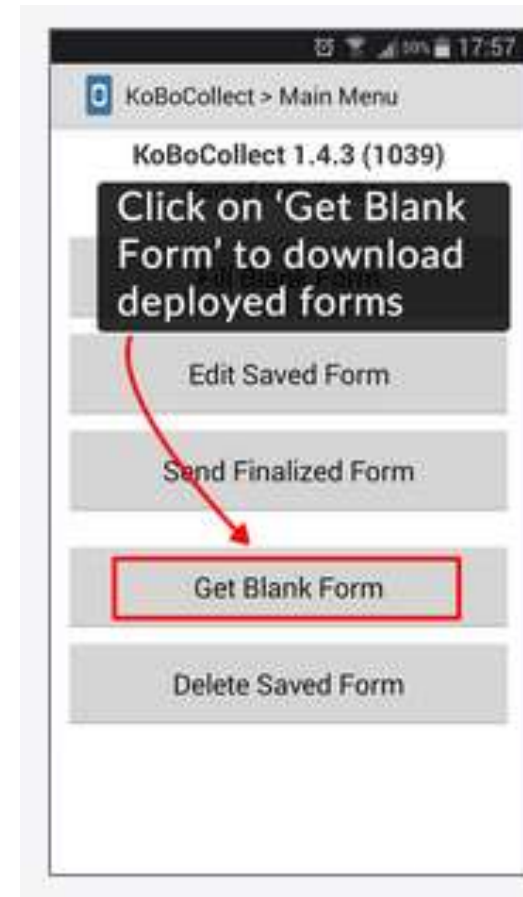 17:57
KoBoCollect > Main Menu
KoBoCollect 1.4.3 (1039)
Click on ‘Get Blank
Form’ to download
deployed forms
Edit Saved Form
Send Finalized Form
Get Blank Form
Delete Saved Form